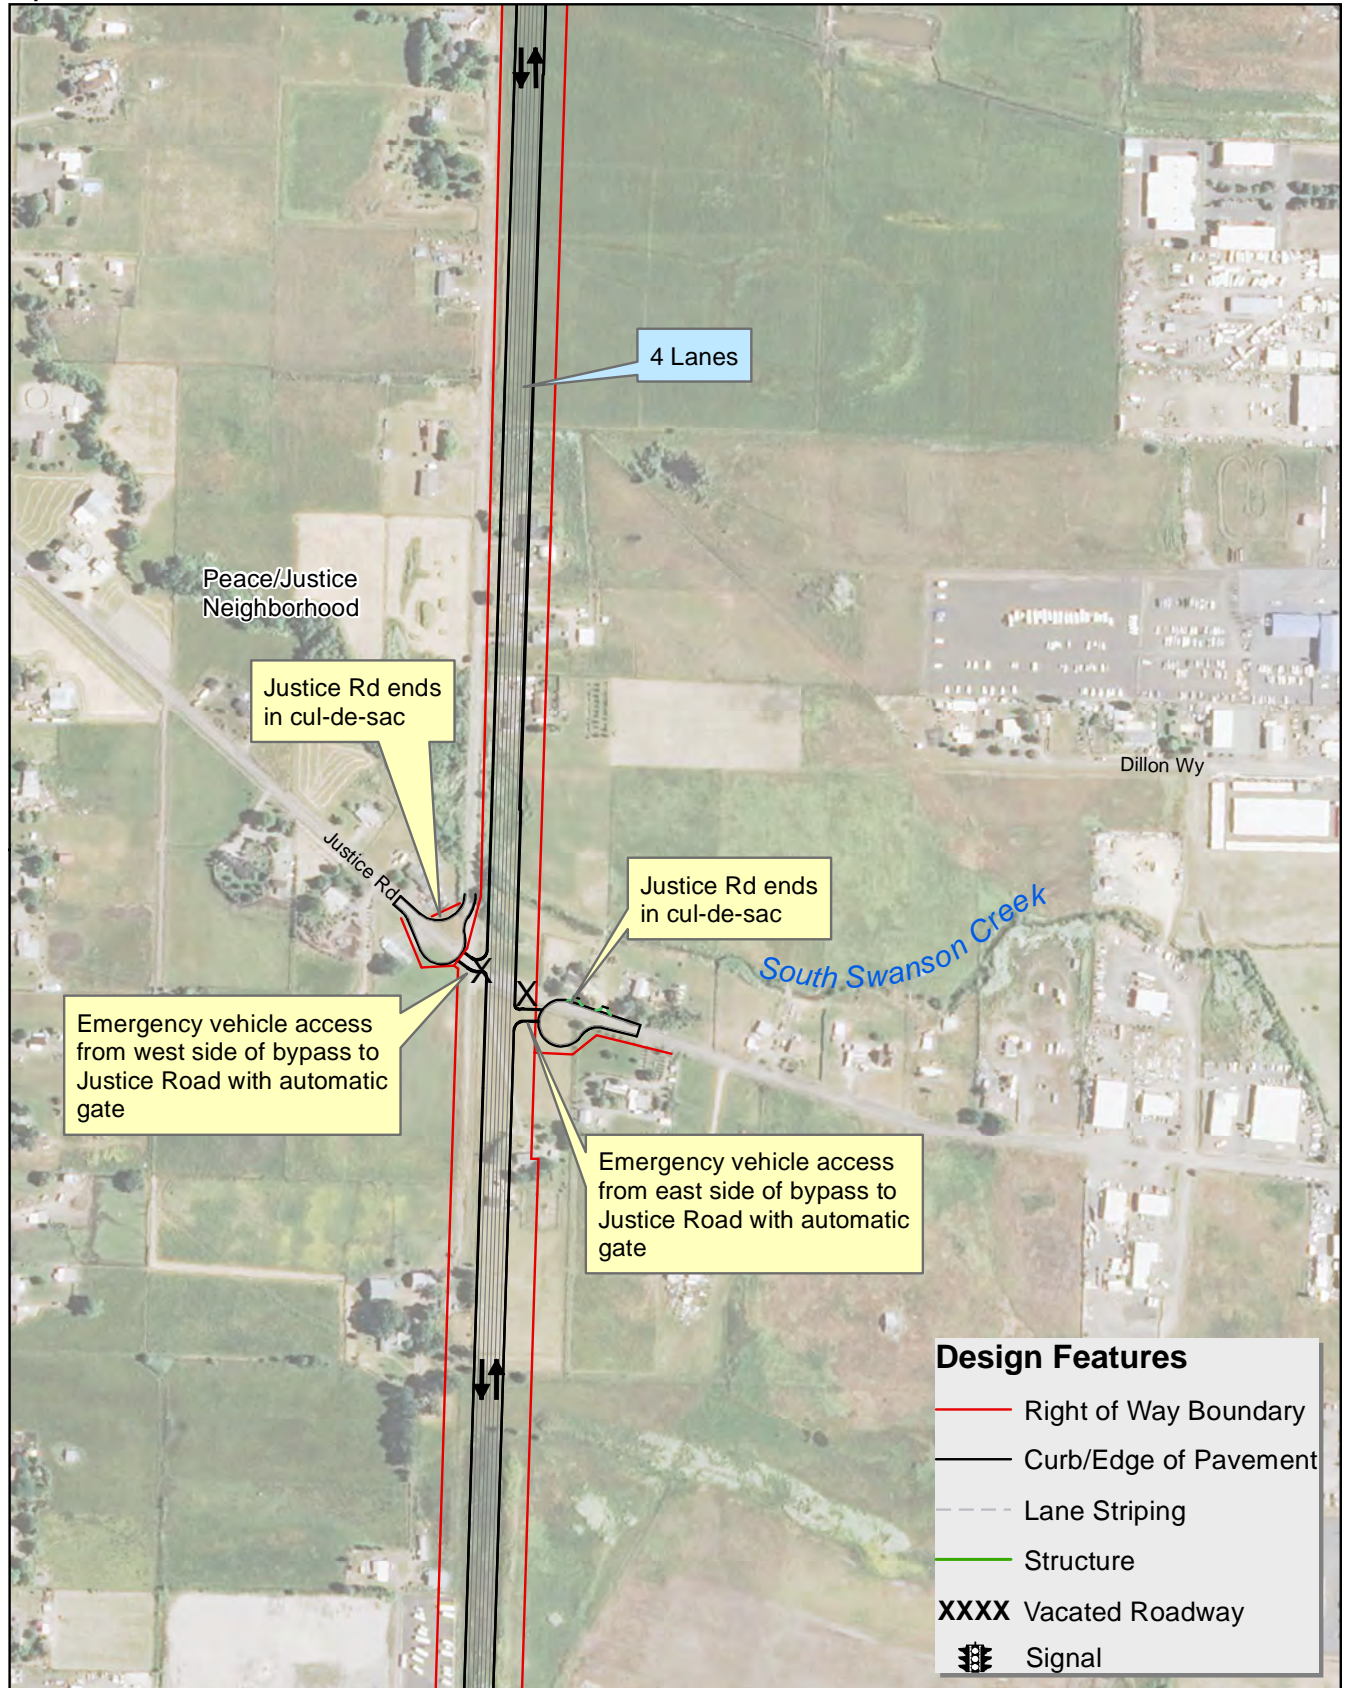 4 Lanes
Peace/Justice
Neighborhood
Justice Rd ends
in cul-de-sac
Dillon Wy
Justice Rd
Justice Rd ends
in cul-de-sac
South Swanson Creek
X
X
Emergency vehicle access
from west side of bypass to
Justice Road with automatic
gate
Emergency vehicle access
from east side of bypass to
Justice Road with automatic
gate
Design Features
Right of Way Boundary
Curb/Edge of Pavement
Lane Striping
Structure
XXXX Vacated Roadway
Signal